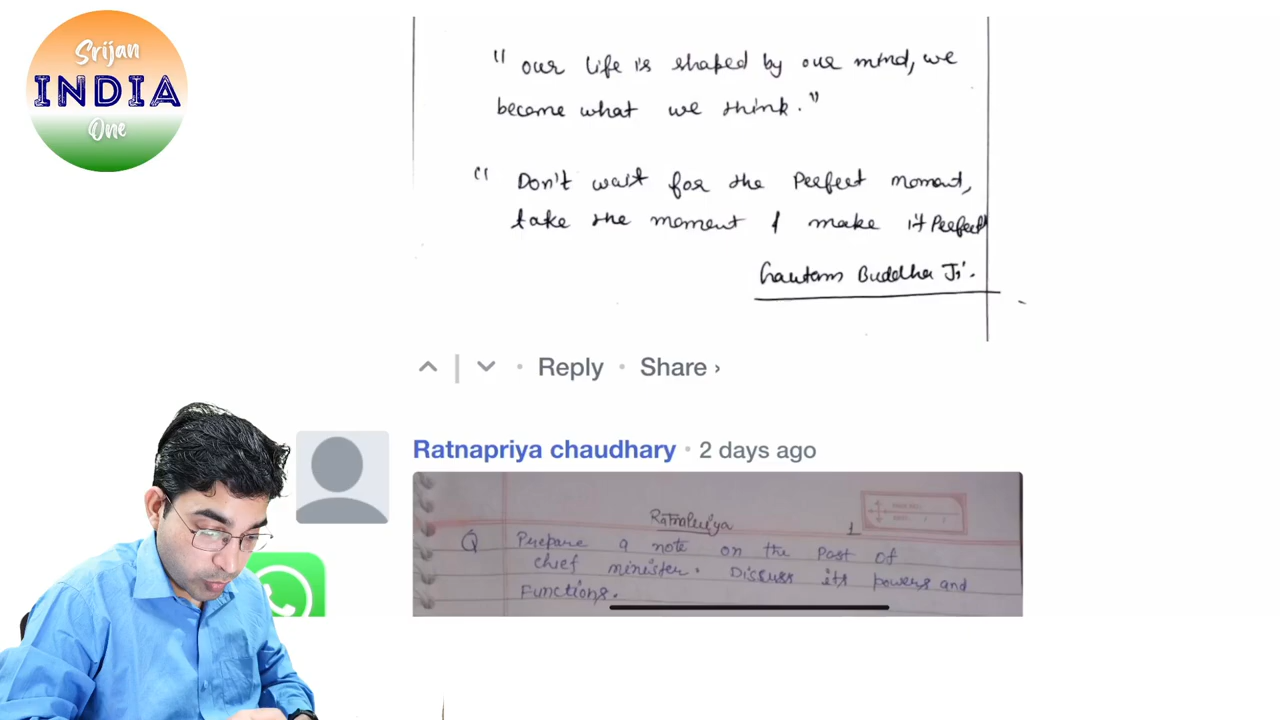 Srijan
INDIA
One
" our life is shaped by our mind, we
become what we think. "
" Don't wait for the Perfect moment,
take the moment & make it Perfect
Gautam Buddha Ji.
Reply • Share ›
Ratnapriya chaudhary • 2 days ago
Ratnapriya
1
Q Prepare a note on the Post of
chief minister. Discuss its powers and
Functions.